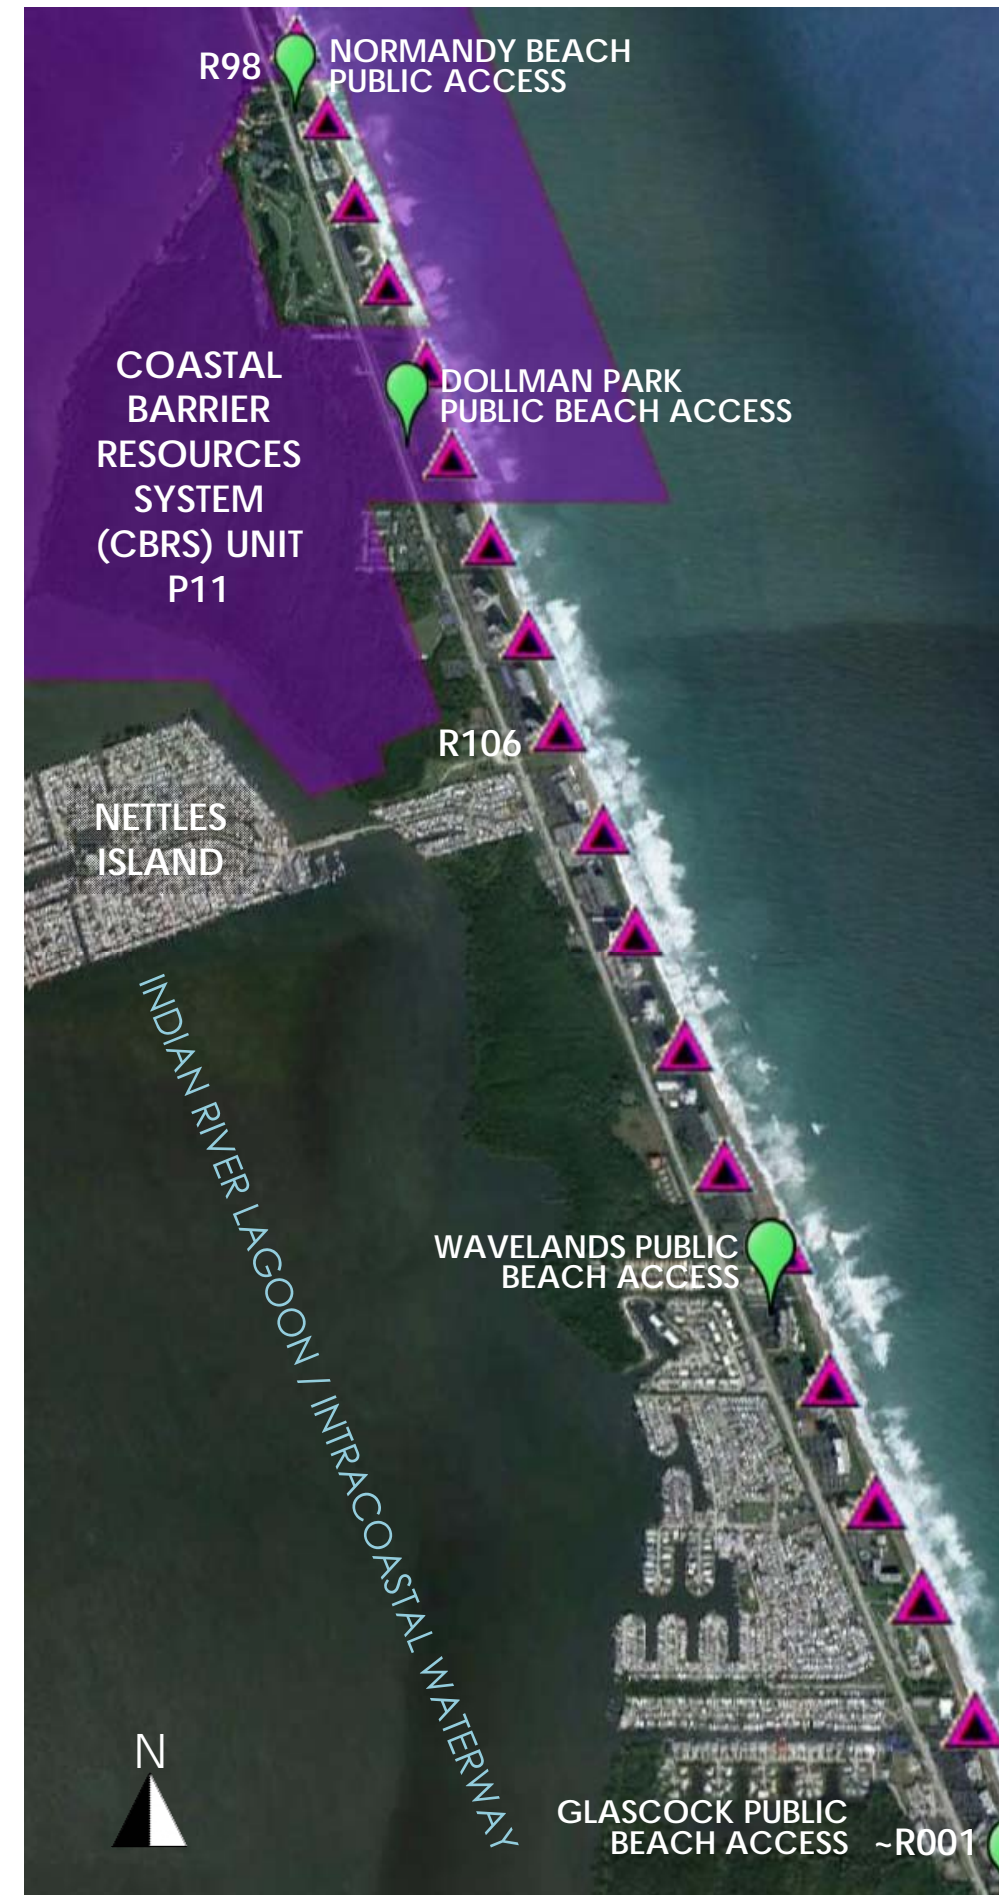 R98
NORMANDY BEACH
PUBLIC ACCESS
COASTAL
BARRIER
RESOURCES
SYSTEM
(CBRS) UNIT
P11
DOLLMAN PARK
PUBLIC BEACH ACCESS
R106
NETTLES
ISLAND
INDIAN RIVER LAGOON / INTRACOASTAL WATERWAY
WAVELANDS PUBLIC
BEACH ACCESS
N
GLASCOCK PUBLIC
BEACH ACCESS
~R001